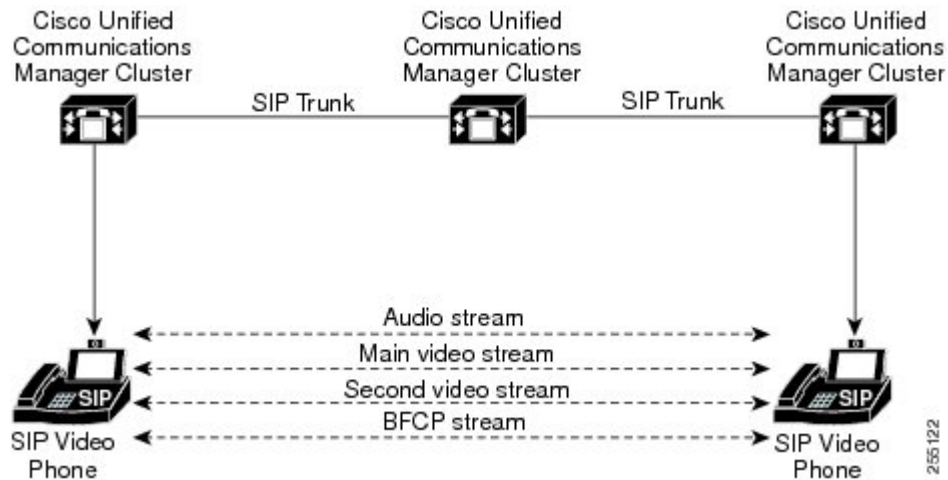 Cisco Unified
Communications
Manager Cluster
Cisco Unified
Communications
Manager Cluster
Cisco Unified
Communications
Manager Cluster
SIP Trunk
SIP Trunk
Audio stream
Main video stream
Second video stream
BFCP stream
SIP
SIP
SIP Video
Phone
SIP Video
Phone
255122